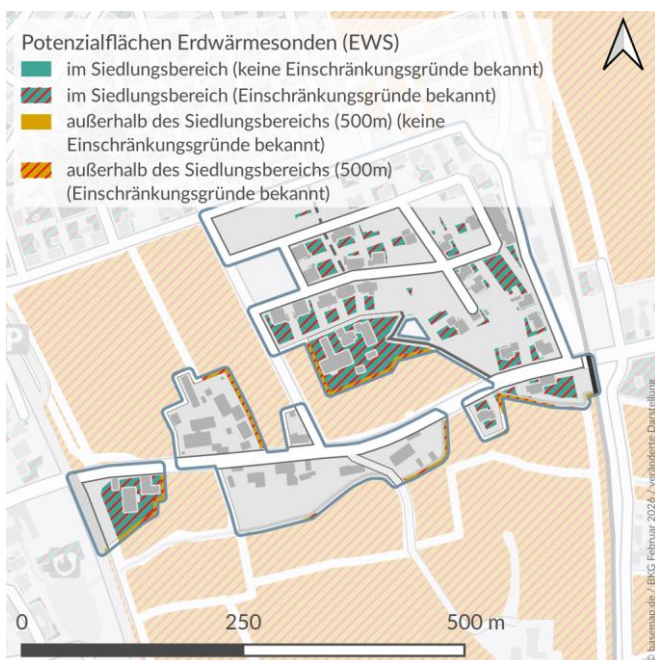 Potenzialflächen Erdwärmesonden (EWS)
im Siedlungsbereich (keine Einschränkungsgründe bekannt)
im Siedlungsbereich (Einschränkungsgründe bekannt)
außerhalb des Siedlungsbereichs (500m) (keine
Einschränkungsgründe bekannt)
außerhalb des Siedlungsbereichs (500m)
(Einschränkungsgründe bekannt)
P
0 250 500 m
© basemap.de / BKG Februar 2026 / veränderte Darstellung